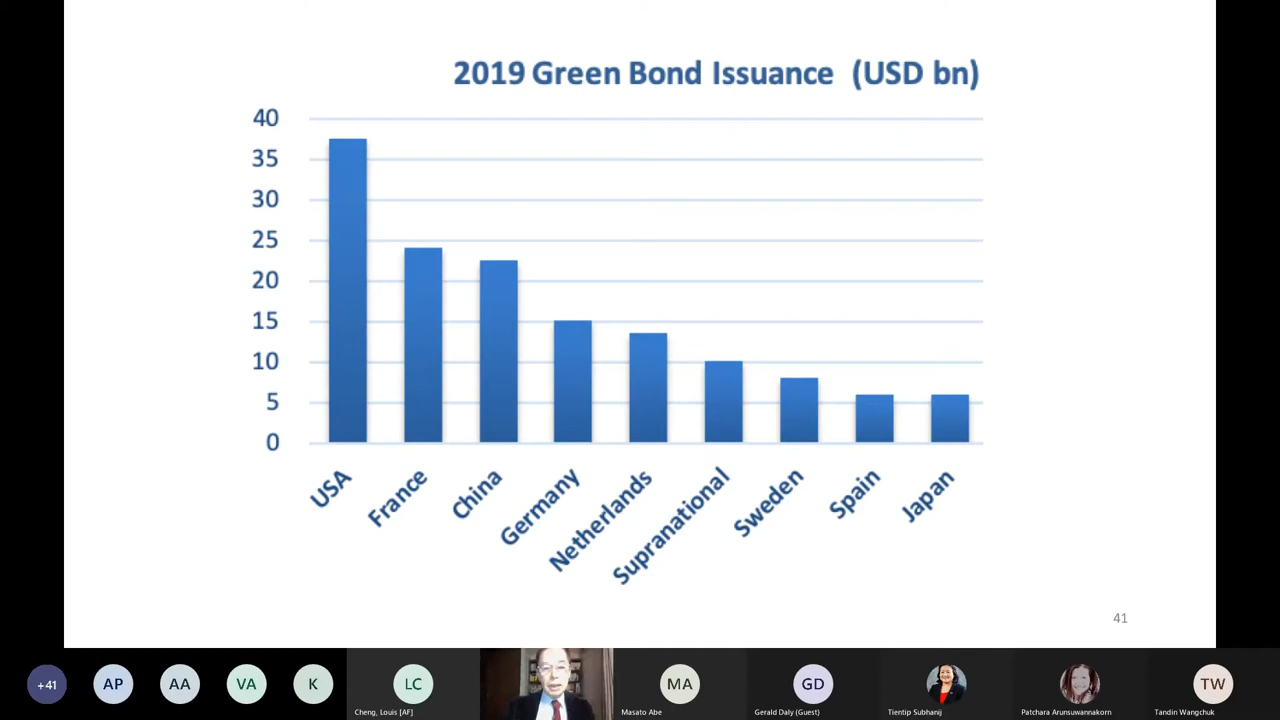 2019 Green Bond Issuance (USD bn)
40
35
30
25
20
15
10
5
0
USA
France
China
Germany
Netherlands
Supranational
Sweden
Spain
Japan
41
+41
AP
AA
VA
K
LC
MA
GD
TW
Cheng, Louis [AF]
Masato Abe
Gerald Daly (Guest)
Tientip Subhanij
Patchara Arunsuwannakorn
Tandin Wangchuk